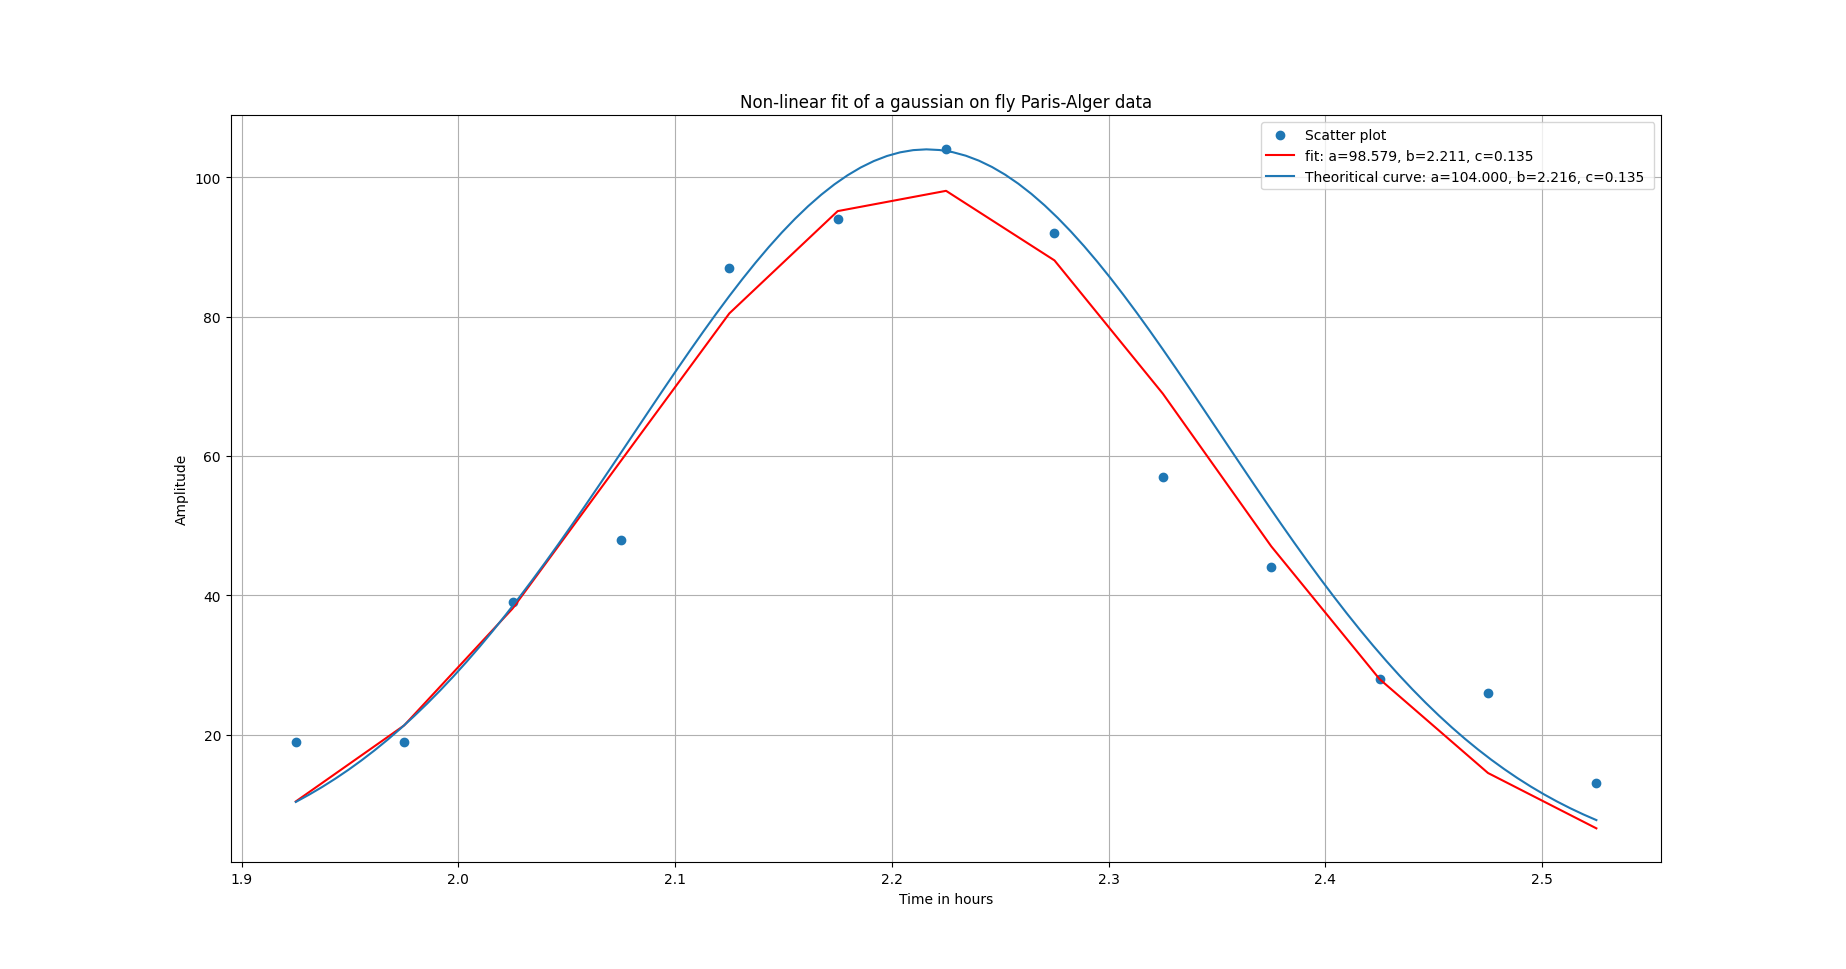 Non-linear fit of a gaussian on fly Paris-Alger data
Scatter plot
fit: a=98.579, b=2.211, c=0.135
Theoritical curve: a=104.000, b=2.216, c=0.135
100
80
60
40
20
Amplitude
1.9 2.0 2.1 2.2 2.3 2.4 2.5
Time in hours